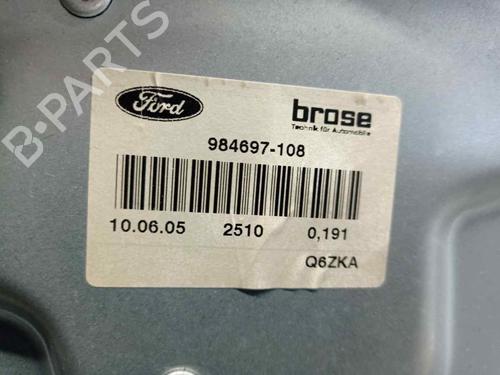 B-PARTS
Ford
brose
Technik für Automobile
984697-108
10.06.05 2510 0,191
Q6ZKA